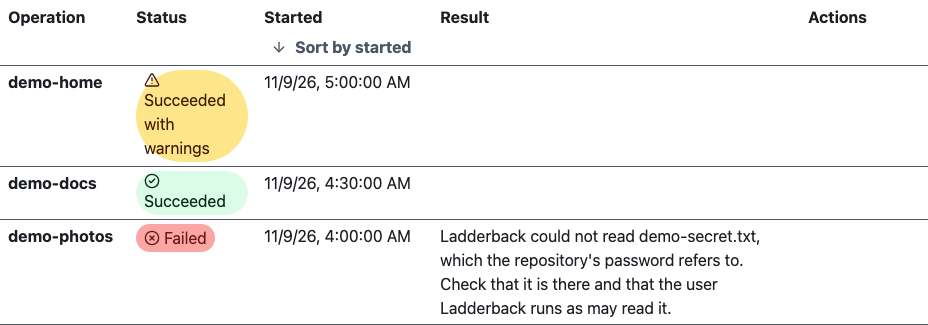 Operation Status Started Result Actions
Sort by started
demo-home Succeeded with warnings 11/9/26, 5:00:00 AM
demo-docs Succeeded 11/9/26, 4:30:00 AM
demo-photos Failed 11/9/26, 4:00:00 AM Ladderback could not read demo-secret.txt,
which the repository's password refers to.
Check that it is there and that the user
Ladderback runs as may read it.